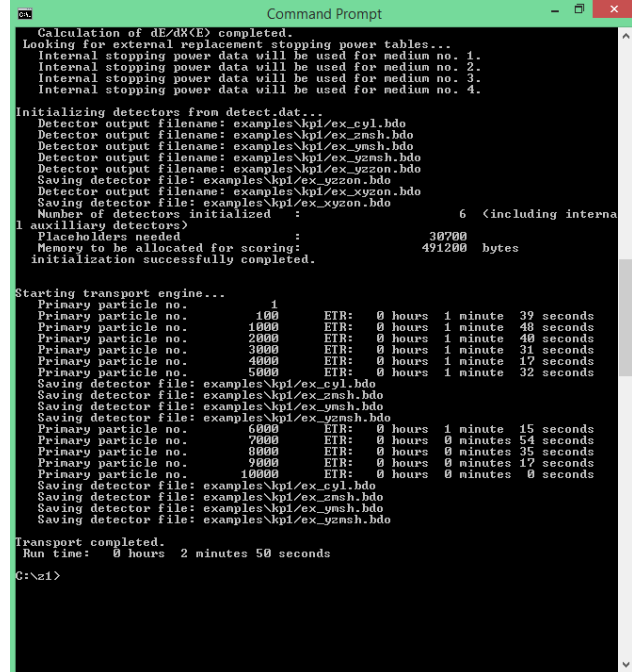 Command Prompt
Calculation of dE/dX(E) completed.
Looking for external replacement stopping power tables...
Internal stopping power data will be used for medium no. 1.
Internal stopping power data will be used for medium no. 2.
Internal stopping power data will be used for medium no. 3.
Internal stopping power data will be used for medium no. 4.
Initializing detectors from detect.dat...
Detector output filename: examples\kp1/ex_cyl.bdo
Detector output filename: examples\kp1/ex_zmsh.bdo
Detector output filename: examples\kp1/ex_ymsh.bdo
Detector output filename: examples\kp1/ex_yzmsh.bdo
Detector output filename: examples\kp1/ex_yzzon.bdo
Saving detector file: examples\kp1/ex_yzzon.bdo
Detector output filename: examples\kp1/ex_xyzon.bdo
Saving detector file: examples\kp1/ex_xyzon.bdo
Number of detectors initialized : 6 (including interna
l auxilliary detectors)
Placeholders needed : 30700
Memory to be allocated for scoring: 491200 bytes
initialization successfully completed.
Starting transport engine...
Primary particle no. 1
Primary particle no. 100 ETR: 0 hours 1 minute 39 seconds
Primary particle no. 1000 ETR: 0 hours 1 minute 48 seconds
Primary particle no. 2000 ETR: 0 hours 1 minute 40 seconds
Primary particle no. 3000 ETR: 0 hours 1 minute 31 seconds
Primary particle no. 4000 ETR: 0 hours 1 minute 17 seconds
Primary particle no. 5000 ETR: 0 hours 1 minute 32 seconds
Saving detector file: examples\kp1/ex_cyl.bdo
Saving detector file: examples\kp1/ex_zmsh.bdo
Saving detector file: examples\kp1/ex_ymsh.bdo
Saving detector file: examples\kp1/ex_yzmsh.bdo
Primary particle no. 6000 ETR: 0 hours 1 minute 15 seconds
Primary particle no. 7000 ETR: 0 hours 0 minutes 54 seconds
Primary particle no. 8000 ETR: 0 hours 0 minutes 35 seconds
Primary particle no. 9000 ETR: 0 hours 0 minutes 17 seconds
Primary particle no. 10000 ETR: 0 hours 0 minutes 0 seconds
Saving detector file: examples\kp1/ex_cyl.bdo
Saving detector file: examples\kp1/ex_zmsh.bdo
Saving detector file: examples\kp1/ex_ymsh.bdo
Saving detector file: examples\kp1/ex_yzmsh.bdo
Transport completed.
Run time: 0 hours 2 minutes 50 seconds
C:\z1>